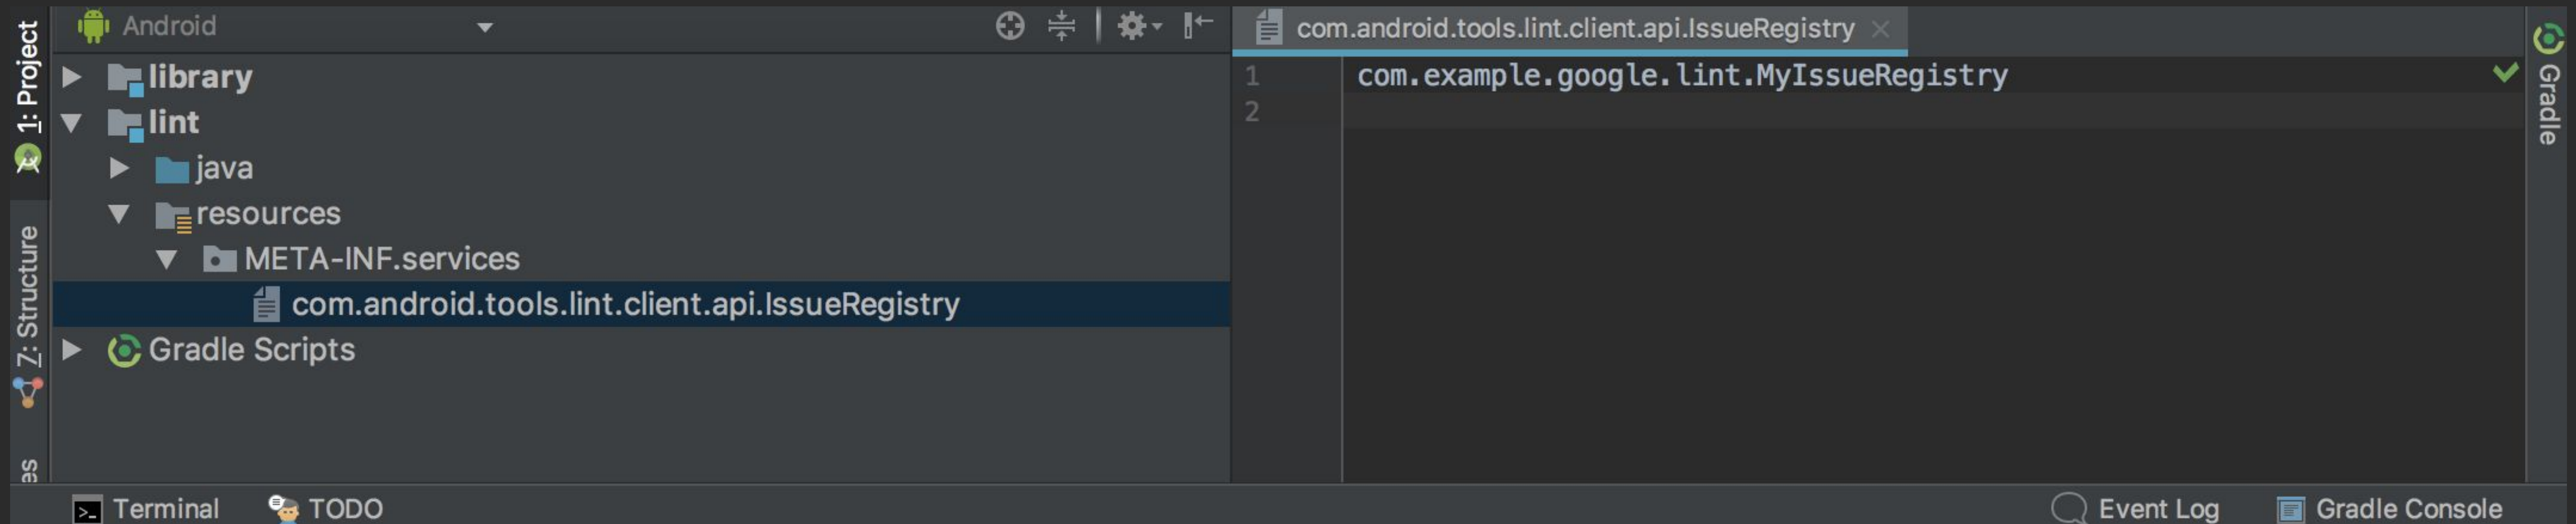 1: Project
Z: Structure
es
Android
library
lint
java
resources
META-INF.services
com.android.tools.lint.client.api.IssueRegistry
Gradle Scripts
com.android.tools.lint.client.api.IssueRegistry
1 com.example.google.lint.MyIssueRegistry
2
Gradle
Terminal TODO Event Log Gradle Console